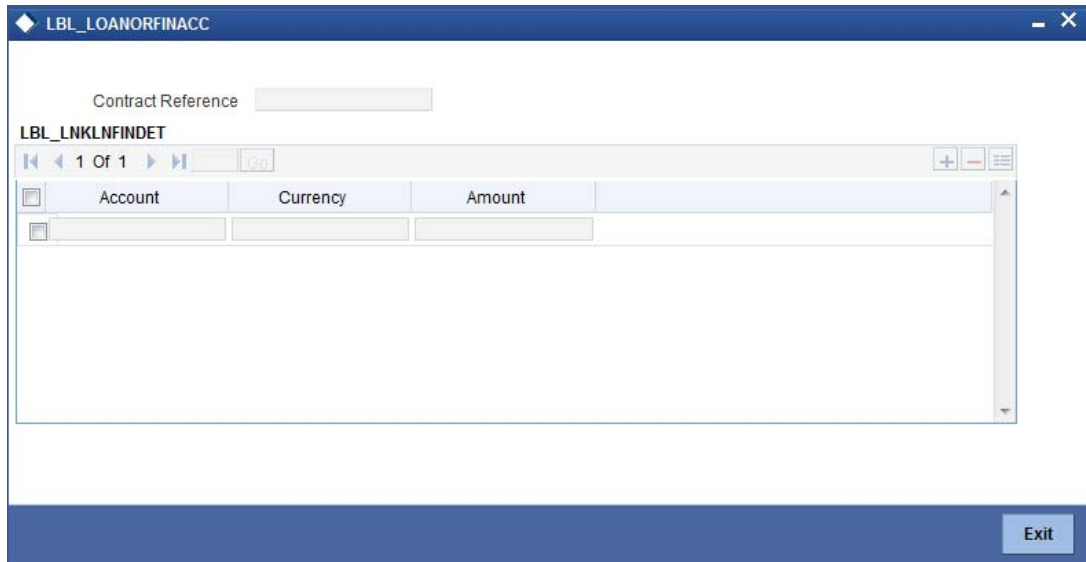 LBL_LOANORFINACC
Contract Reference
LBL_LNKLNFINDET
1 Of 1 Go
Account Currency Amount
Exit